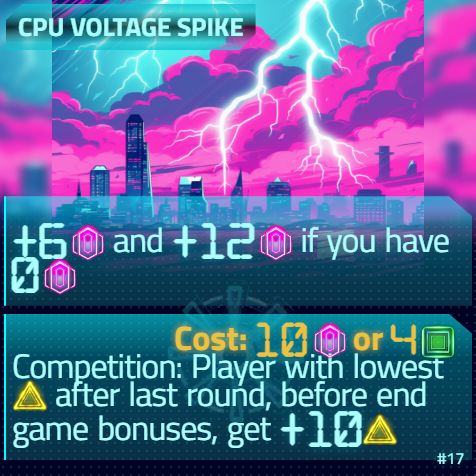 CPU VOLTAGE SPIKE
+6 and +12 if you have
0
Cost: 10 or 4
Competition: Player with lowest
after last round, before end
game bonuses, get +10
#17